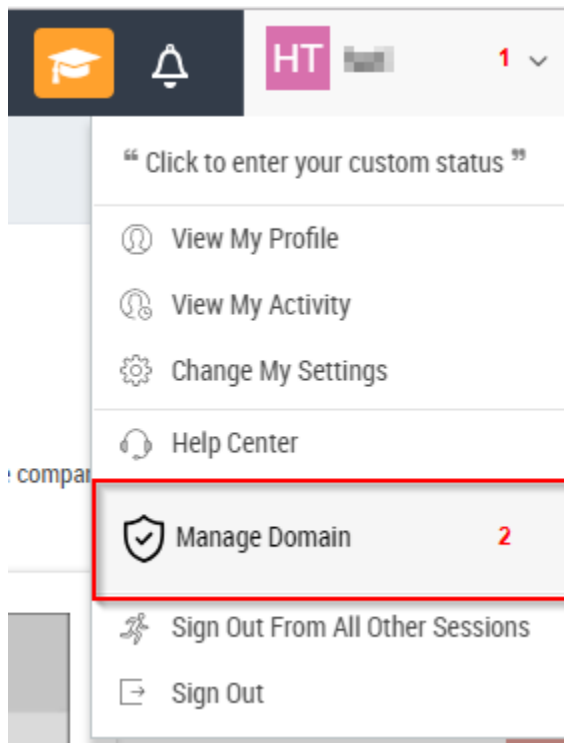 HT 1
“ Click to enter your custom status ”
View My Profile
View My Activity
Change My Settings
Help Center
compar
Manage Domain 2
Sign Out From All Other Sessions
Sign Out